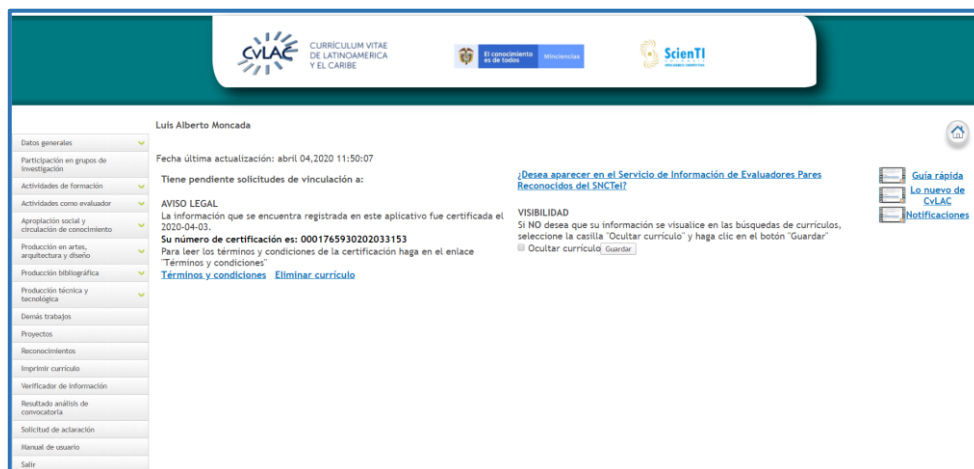 CvLAC
CURRÍCULUM VITAE
DE LATINOAMERICA
Y EL CARIBE
El conocimiento
es de todos
Minciencias
ScienTI
Luis Alberto Moncada
Datos generales
Participación en grupos de
investigación
Actividades de formación
Actividades como evaluador
Apropiación social y
circulación de conocimiento
Producción en artes,
arquitectura y diseño
Producción bibliográfica
Producción técnica y
tecnológica
Demás trabajos
Proyectos
Reconocimientos
Imprimir currículo
Verificador de información
Resultado análisis de
convocatoria
Solicitud de aclaración
Manual de usuario
Salir
Fecha última actualización: abril 04,2020 11:50:07
Tiene pendiente solicitudes de vinculación a:
AVISO LEGAL
La información que se encuentra registrada en este aplicativo fue certificada el
2020-04-03.
Su número de certificación es: 0001765930202033153
Para leer los términos y condiciones de la certificación haga en el enlace
"Términos y condiciones"
Términos y condiciones Eliminar currículo
¿Desea aparecer en el Servicio de Información de Evaluadores Pares
Reconocidos del SNCTeI?
VISIBILIDAD
Si NO desea que su información se visualice en las búsquedas de currículos,
seleccione la casilla "Ocultar currículo" y haga clic en el botón "Guardar"
Ocultar currículo Guardar
Guía rápida
Lo nuevo de
CvLAC
Notificaciones